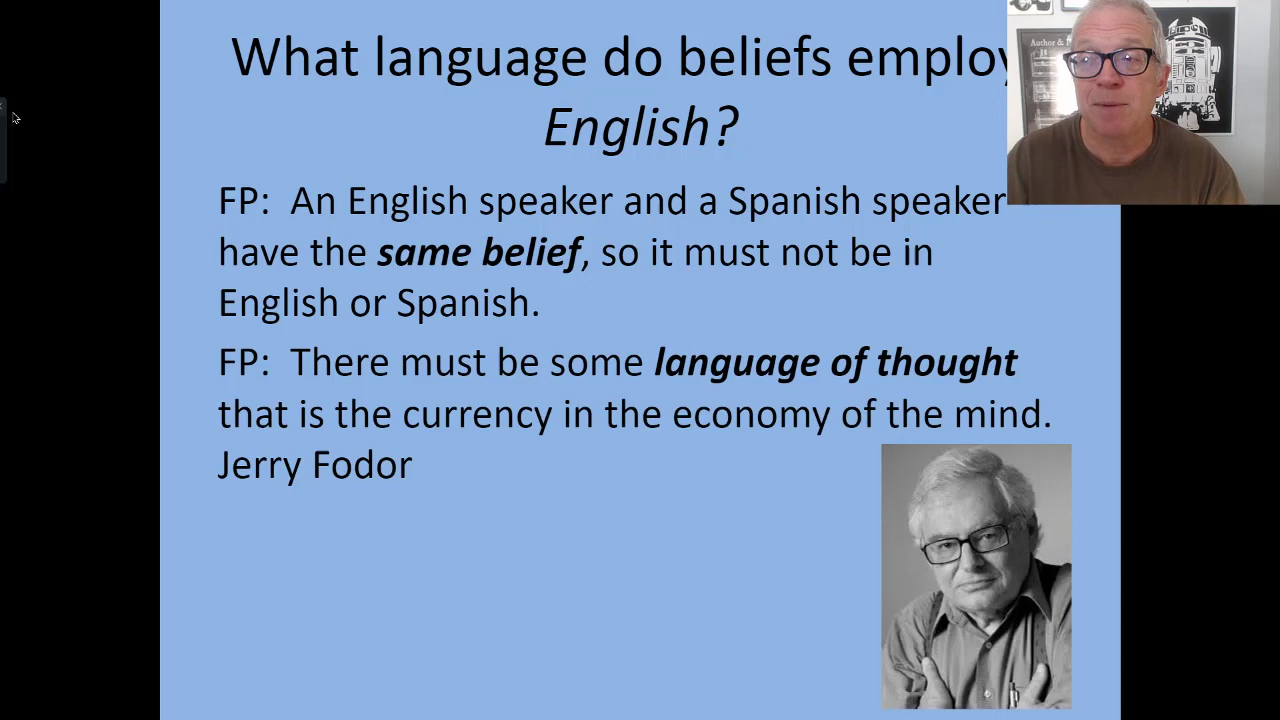 What language do beliefs employ
English?
Author &
FP: An English speaker and a Spanish speaker
have the same belief, so it must not be in
English or Spanish.
FP: There must be some language of thought
that is the currency in the economy of the mind.
Jerry Fodor